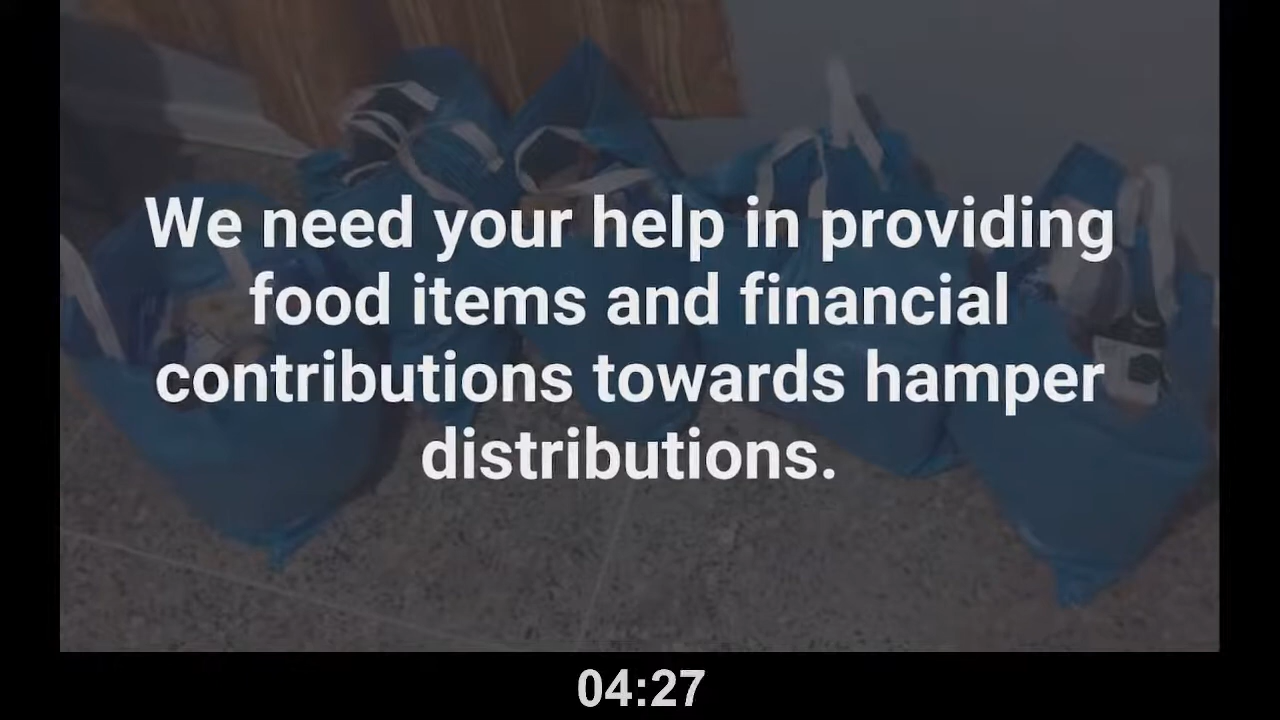 We need your help in providing
food items and financial
contributions towards hamper
distributions.
04:27